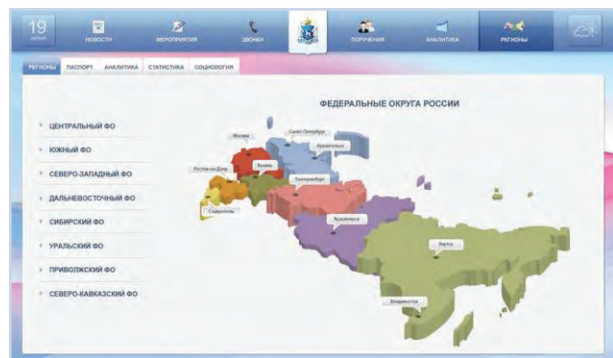 19
НОВОСТИ
МЕРОПРИЯТИЯ
ЗВОНКИ
ПОРУЧЕНИЯ
АНАЛИТИКА
РЕГИОНЫ
РЕГИОНЫ
ПАСПОРТ
АНАЛИТИКА
СТАТИСТИКА
СОЦИОЛОГИЯ
ФЕДЕРАЛЬНЫЕ ОКРУГА РОССИИ
ЦЕНТРАЛЬНЫЙ ФО
ЮЖНЫЙ ФО
СЕВЕРО-ЗАПАДНЫЙ ФО
ДАЛЬНЕВОСТОЧНЫЙ ФО
СИБИРСКИЙ ФО
УРАЛЬСКИЙ ФО
ПРИВОЛЖСКИЙ ФО
СЕВЕРО-КАВКАЗСКИЙ ФО
Санкт-Петербург
Москва
Архангельск
Ростов-на-Дону
Казань
Екатеринбург
Ставрополь
Красноярск
Якутск
Владивосток